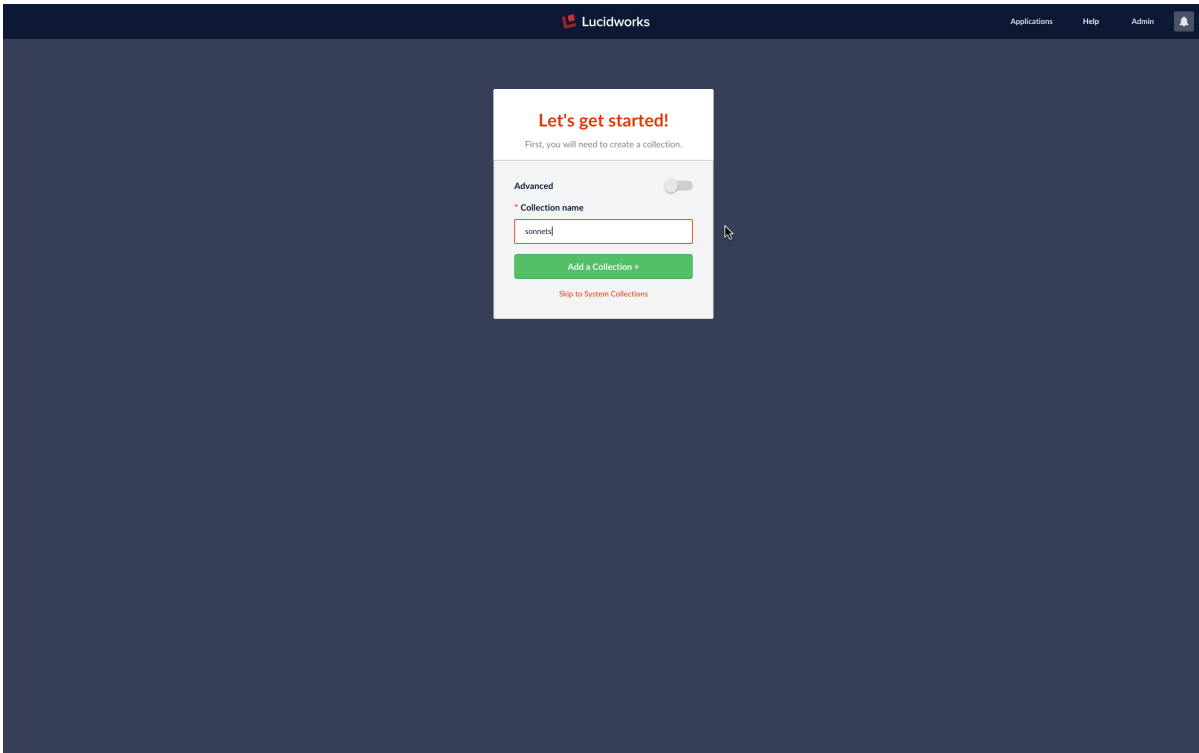 Lucidworks
Applications Help Admin
Let's get started!
First, you will need to create a collection.
Advanced
* Collection name
sonnets
Add a Collection +
Skip to System Collections